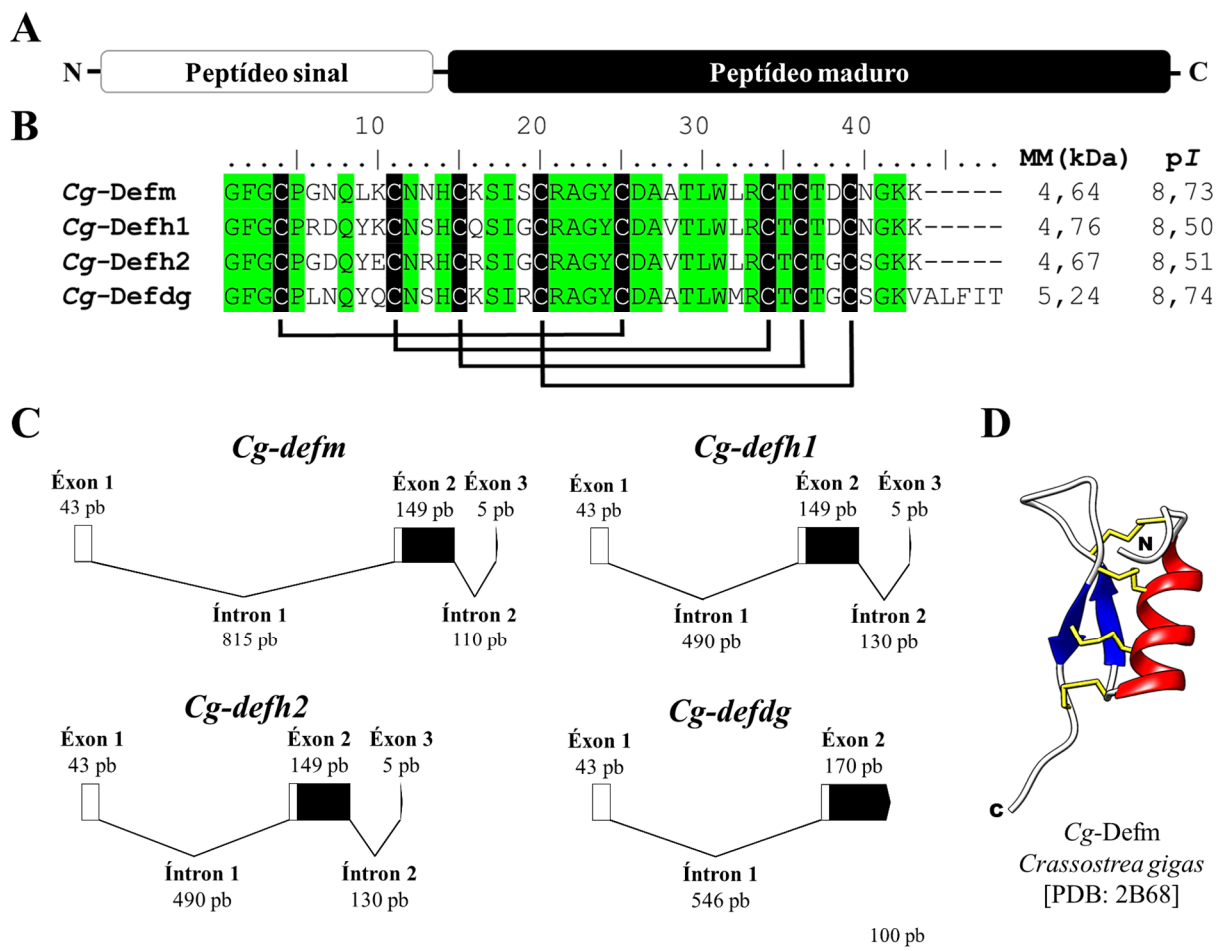 A
N Peptídeo sinal Peptídeo maduro C
B
10 20 30 40
....|....|....|....|....|....|....|....|....|... MM(kDa) pI
Cg-Defm GFGCPGNQLKCNNHCKSISCRAGYCDAATLWLRCTCTDCNGKK----- 4,64 8,73
Cg-Defh1 GFGCPRDQYKCNSHCQSIGCRAGYCDAVTLWLRCTCTDCNGKK----- 4,76 8,50
Cg-Defh2 GFGCPGDQYECNRHCRSIGCRAGYCDAVTLWLRCTCTGCSGKK----- 4,67 8,51
Cg-Defdg GFGCPLNQYQCNSHCKSIRCRAGYCDAATLWMRCTCTGCSGKVALFIT 5,24 8,74
C
Cg-defm
Éxon 1 Éxon 2 Éxon 3
43 pb 149 pb 5 pb
Íntron 1 Íntron 2
815 pb 110 pb
Cg-defh1
Éxon 1 Éxon 2 Éxon 3
43 pb 149 pb 5 pb
Íntron 1 Íntron 2
490 pb 130 pb
Cg-defh2
Éxon 1 Éxon 2 Éxon 3
43 pb 149 pb 5 pb
Íntron 1 Íntron 2
490 pb 130 pb
Cg-defdg
Éxon 1 Éxon 2
43 pb 170 pb
Íntron 1
546 pb
100 pb
D
N
C
Cg-Defm
Crassostrea gigas
[PDB: 2B68]